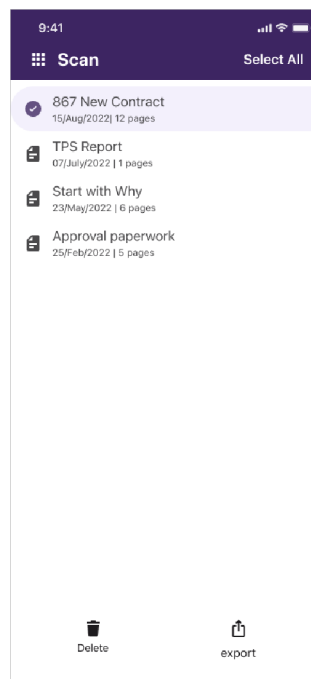 9:41
Scan Select All
867 New Contract
15/Aug/2022| 12 pages
TPS Report
07/July/2022 | 1 pages
Start with Why
23/May/2022 | 6 pages
Approval paperwork
25/Feb/2022 | 5 pages
Delete export